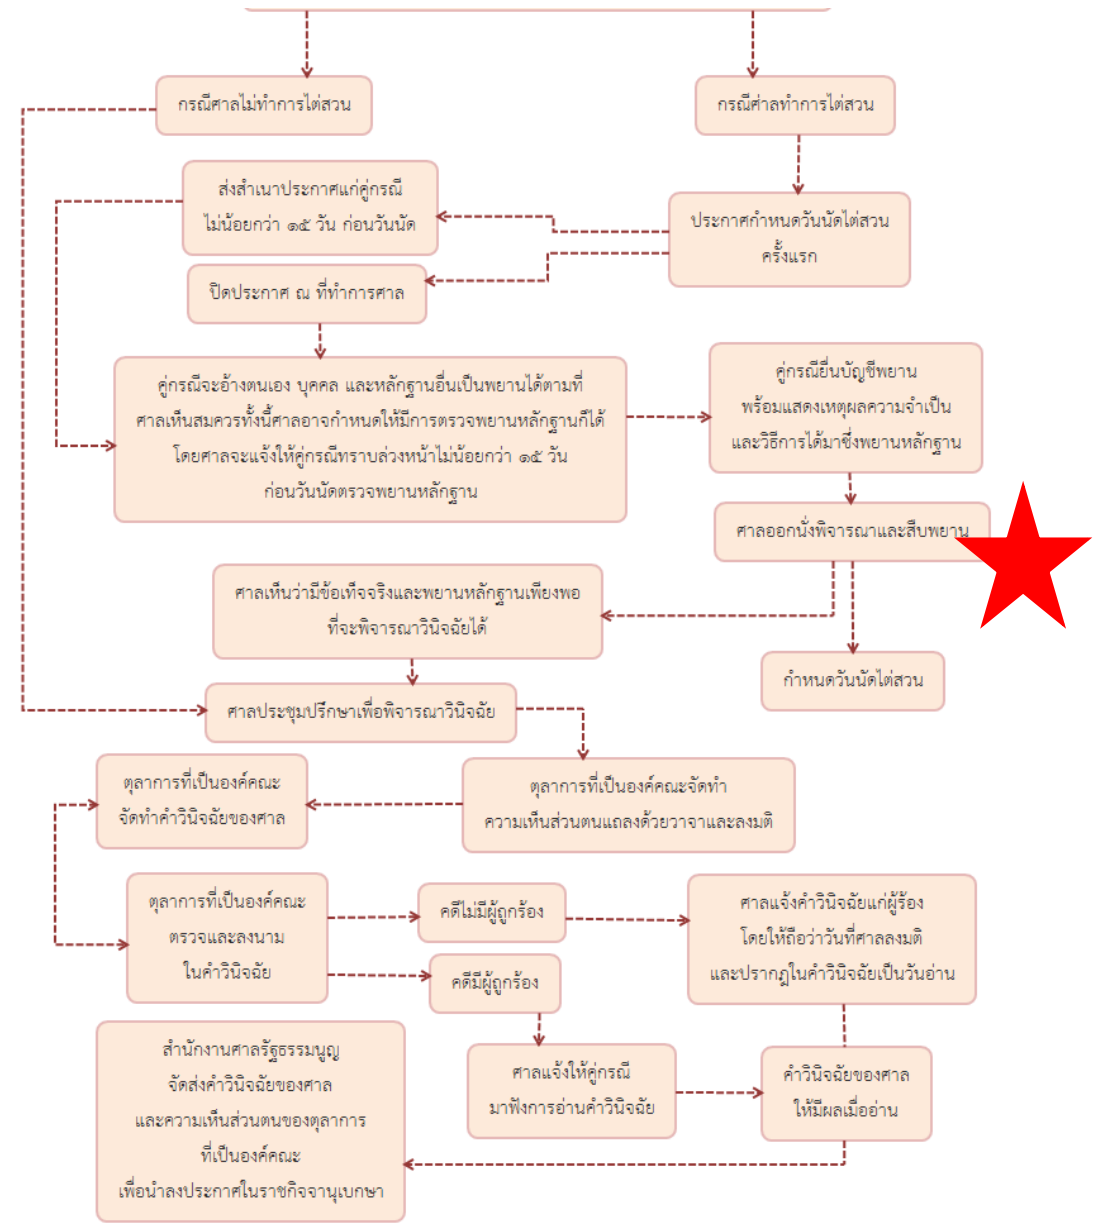 กรณีศาลไม่ทำการไต่สวน
กรณีศาลทำการไต่สวน
ส่งสำเนาประกาศแก่คู่กรณี
ไม่น้อยกว่า ๑๕ วัน ก่อนวันนัด
ประกาศกำหนดวันนัดไต่สวน
ครั้งแรก
ปิดประกาศ ณ ที่ทำการศาล
คู่กรณีจะอ้างตนเอง บุคคล และหลักฐานอื่นเป็นพยานได้ตามที่
ศาลเห็นสมควรทั้งนี้ศาลอาจกำหนดให้มีการตรวจพยานหลักฐานก็ได้
โดยศาลจะแจ้งให้คู่กรณีทราบล่วงหน้าไม่น้อยกว่า ๑๕ วัน
ก่อนวันนัดตรวจพยานหลักฐาน
คู่กรณียื่นบัญชีพยาน
พร้อมแสดงเหตุผลความจำเป็น
และวิธีการได้มาซึ่งพยานหลักฐาน
ศาลออกนั่งพิจารณาและสืบพยาน
ศาลเห็นว่ามีข้อเท็จจริงและพยานหลักฐานเพียงพอ
ที่จะพิจารณาวินิจฉัยได้
กำหนดวันนัดไต่สวน
ศาลประชุมปรึกษาเพื่อพิจารณาวินิจฉัย
ตุลาการที่เป็นองค์คณะจัดทำ
ความเห็นส่วนตนแถลงด้วยวาจาและลงมติ
ตุลาการที่เป็นองค์คณะ
จัดทำคำวินิจฉัยของศาล
ตุลาการที่เป็นองค์คณะ
ตรวจและลงนาม
ในคำวินิจฉัย
คดีไม่มีผู้ถูกร้อง
คดีมีผู้ถูกร้อง
ศาลแจ้งคำวินิจฉัยแก่ผู้ร้อง
โดยให้ถือว่าวันที่ศาลลงมติ
และปรากฏในคำวินิจฉัยเป็นวันอ่าน
ศาลแจ้งให้คู่กรณี
มาฟังการอ่านคำวินิจฉัย
คำวินิจฉัยของศาล
ให้มีผลเมื่ออ่าน
สำนักงานศาลรัฐธรรมนูญ
จัดส่งคำวินิจฉัยของศาล
และความเห็นส่วนตนของตุลาการ
ที่เป็นองค์คณะ
เพื่อนำลงประกาศในราชกิจจานุเบกษา